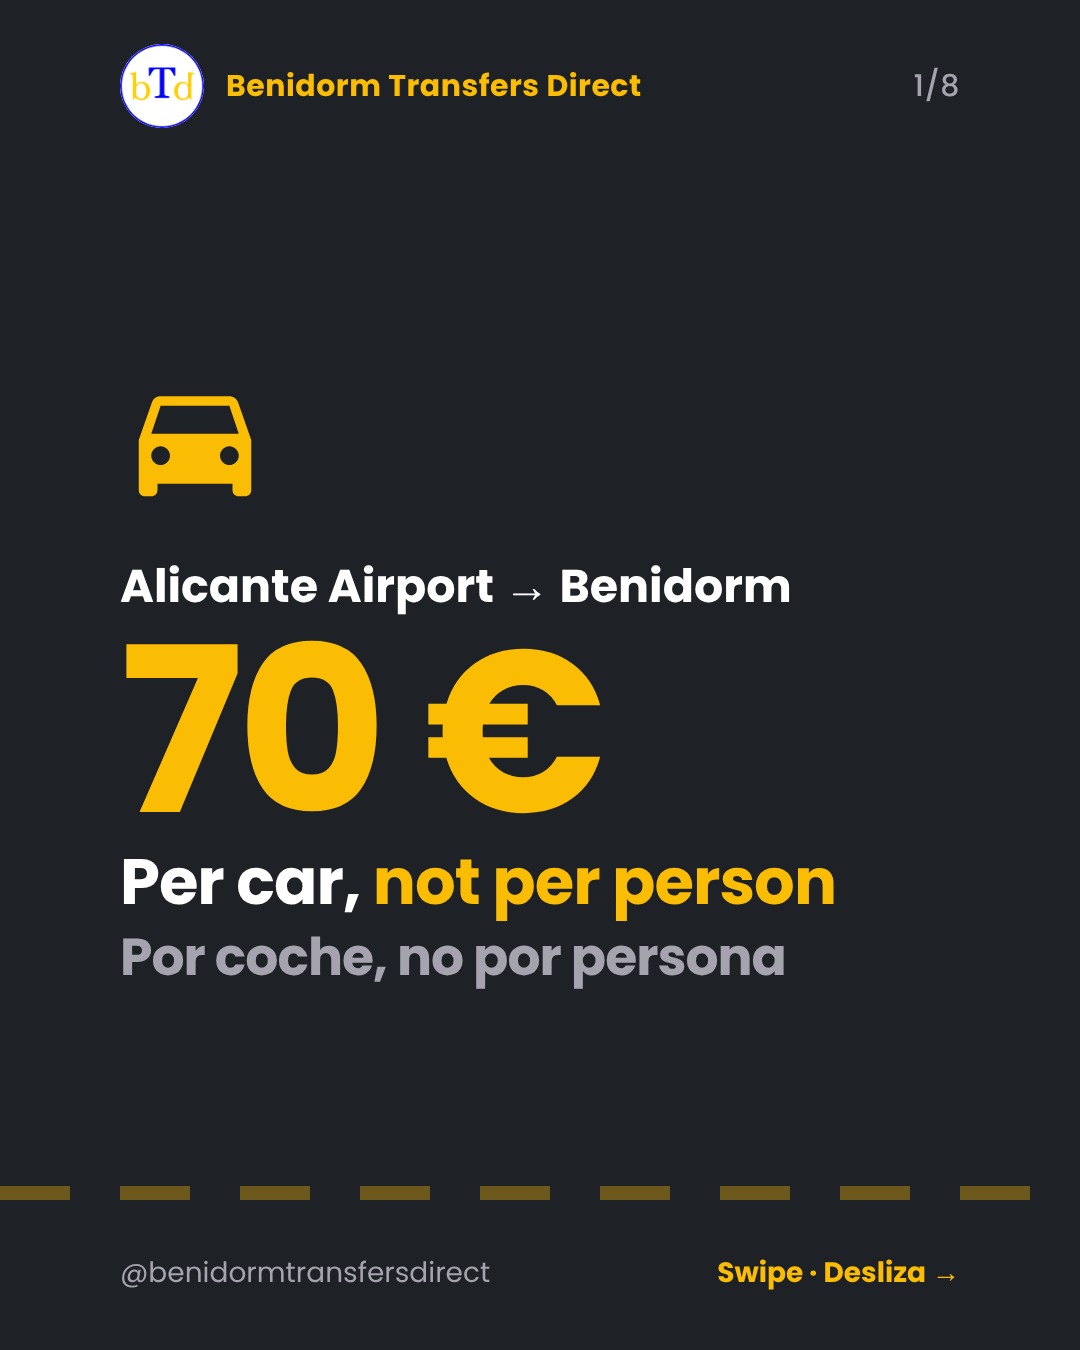 bTd Benidorm Transfers Direct 1/8
Alicante Airport → Benidorm
70 €
Per car, not per person
Por coche, no por persona
@benidormtransfersdirect Swipe · Desliza →